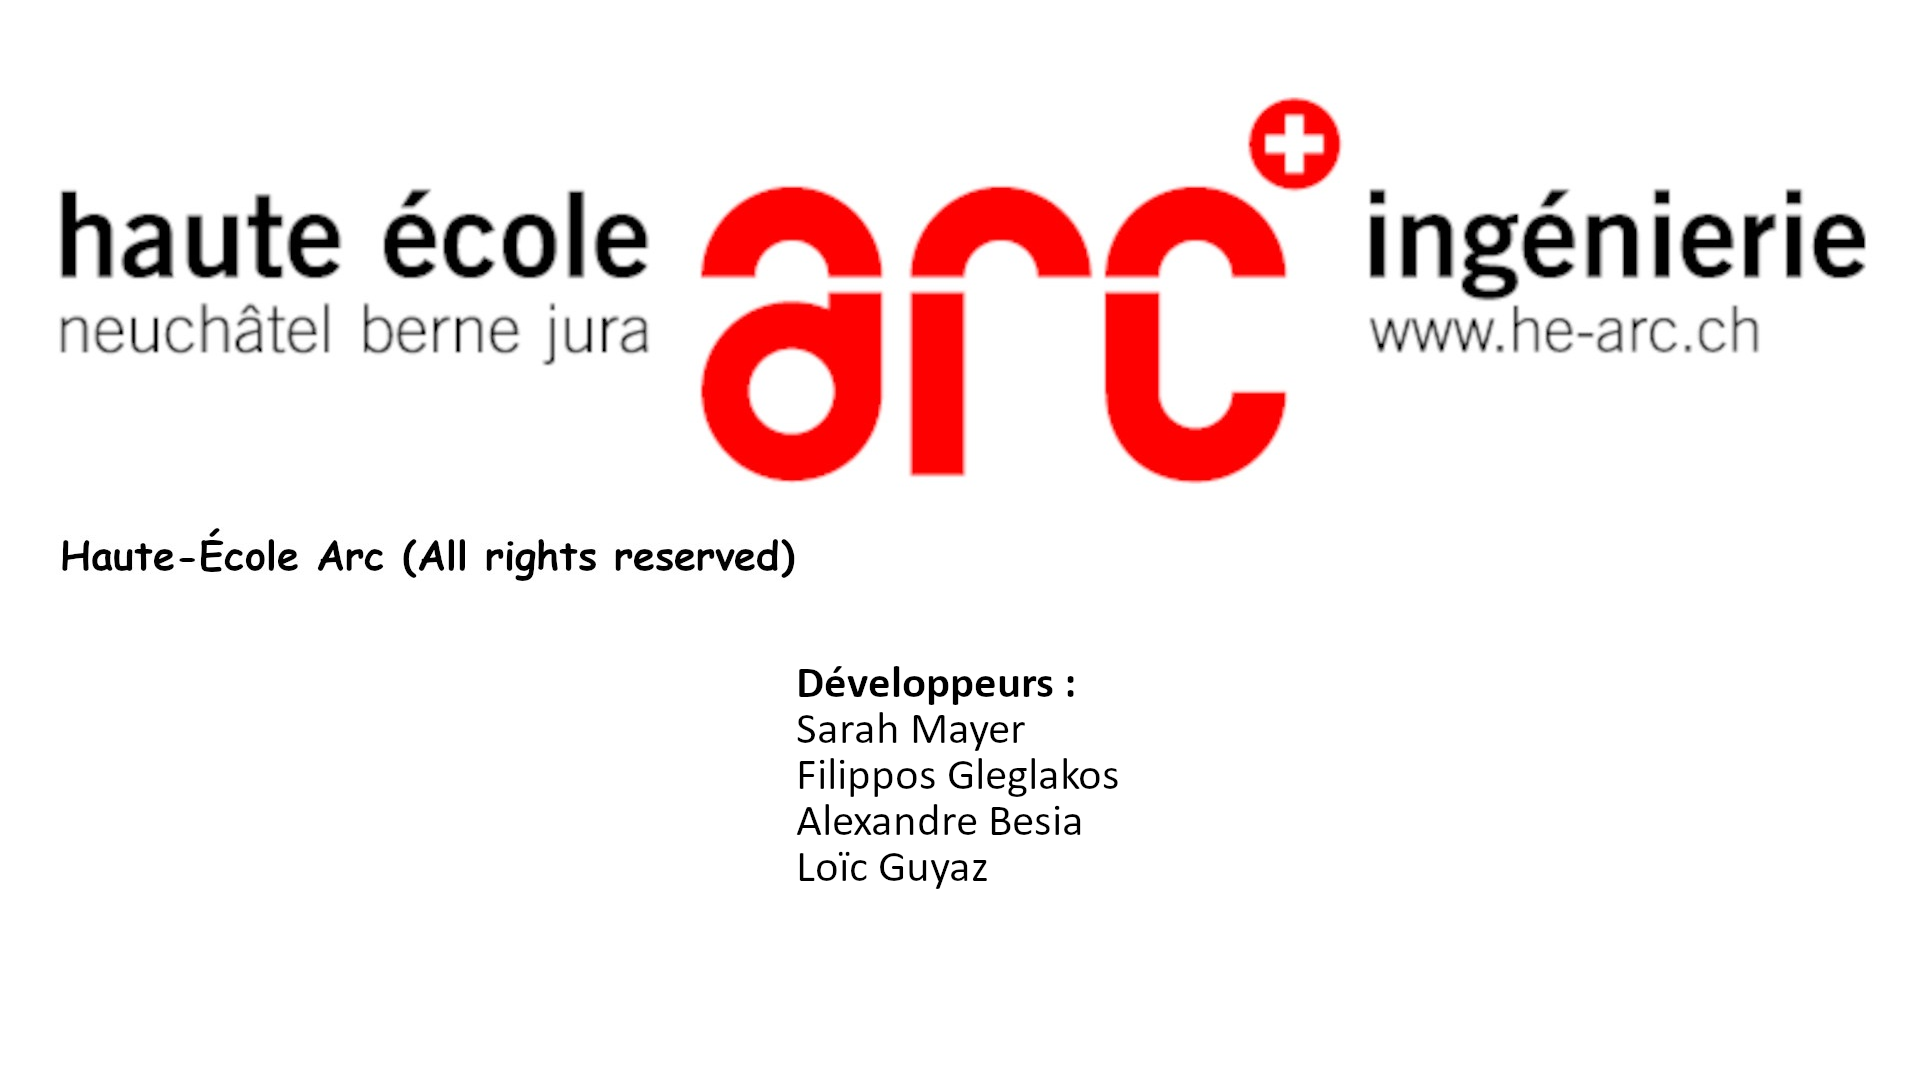 haute école arc ingénierie
neuchâtel berne jura www.he-arc.ch
Haute-École Arc (All rights reserved)
Développeurs :
Sarah Mayer
Filippos Gleglakos
Alexandre Besia
Loïc Guyaz